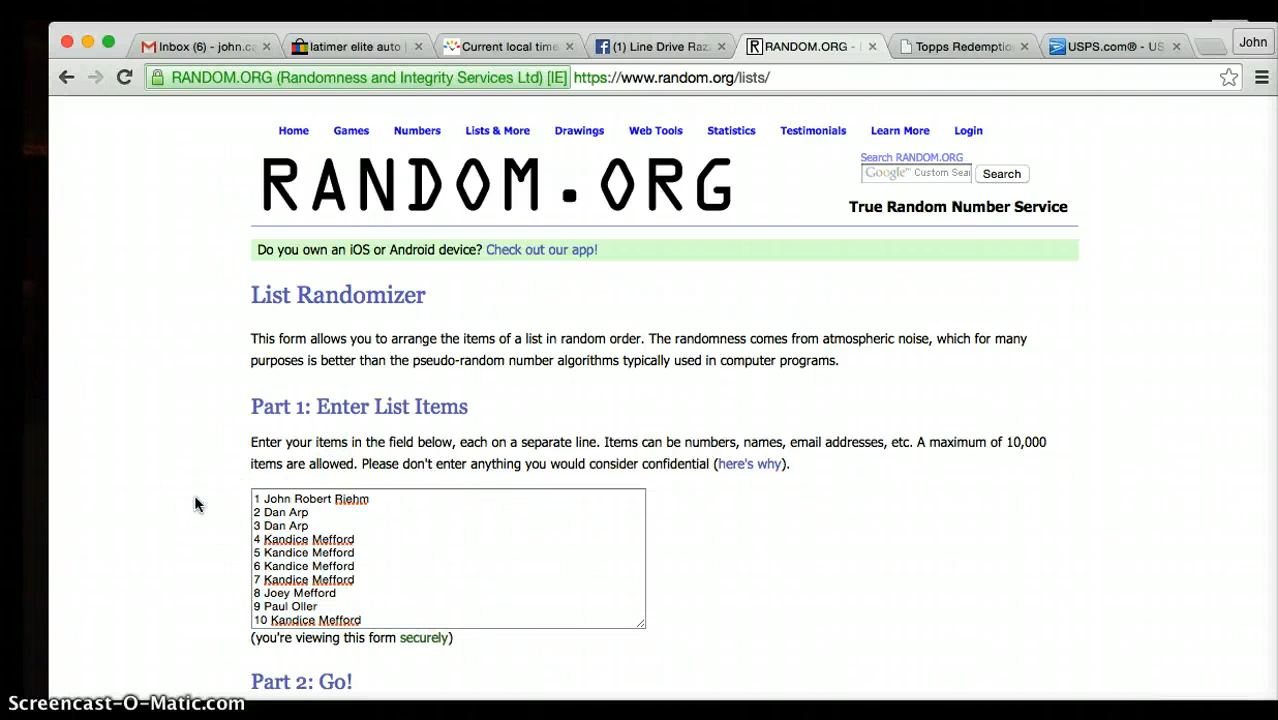 Inbox (6) - john.ca
latimer elite auto
Current local time
(1) Line Drive Raz
RANDOM.ORG -
Topps Redemptio
USPS.com® - US
John
RANDOM.ORG (Randomness and Integrity Services Ltd) [IE] https://www.random.org/lists/
Home Games Numbers Lists & More Drawings Web Tools Statistics Testimonials Learn More Login
RANDOM.ORG
Search RANDOM.ORG
Google™ Custom Sear
Search
True Random Number Service
Do you own an iOS or Android device? Check out our app!
List Randomizer
This form allows you to arrange the items of a list in random order. The randomness comes from atmospheric noise, which for many
purposes is better than the pseudo-random number algorithms typically used in computer programs.
Part 1: Enter List Items
Enter your items in the field below, each on a separate line. Items can be numbers, names, email addresses, etc. A maximum of 10,000
items are allowed. Please don't enter anything you would consider confidential (here's why).
1 John Robert Riehm
2 Dan Arp
3 Dan Arp
4 Kandice Mefford
5 Kandice Mefford
6 Kandice Mefford
7 Kandice Mefford
8 Joey Mefford
9 Paul Oller
10 Kandice Mefford
(you're viewing this form securely)
Part 2: Go!
Screencast-O-Matic.com